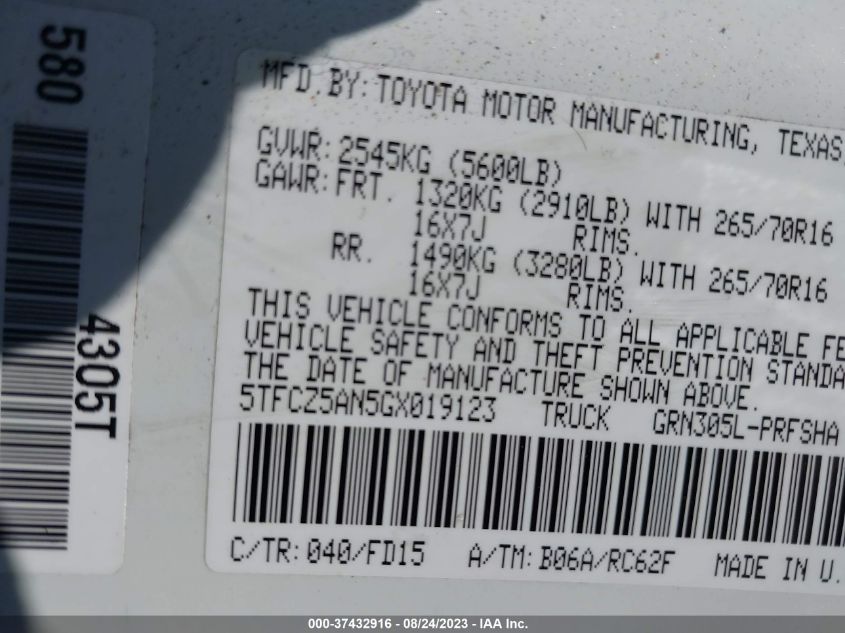 580
4305T
MFD. BY: TOYOTA MOTOR MANUFACTURING, TEXAS,
GVWR: 2545KG (5600LB)
GAWR: FRT. 1320KG (2910LB) WITH 265/70R16
16X7J RIMS.
RR. 1490KG (3280LB) WITH 265/70R16
16X7J RIMS.
THIS VEHICLE CONFORMS TO ALL APPLICABLE FE
VEHICLE SAFETY AND THEFT PREVENTION STANDA
THE DATE OF MANUFACTURE SHOWN ABOVE.
5TFCZ5AN5GX019123 TRUCK GRN305L-PRFSHA
C/TR: 040/FD15 A/TM: B06A/RC62F MADE IN U.
000-37432916 - 08/24/2023 - IAA Inc.